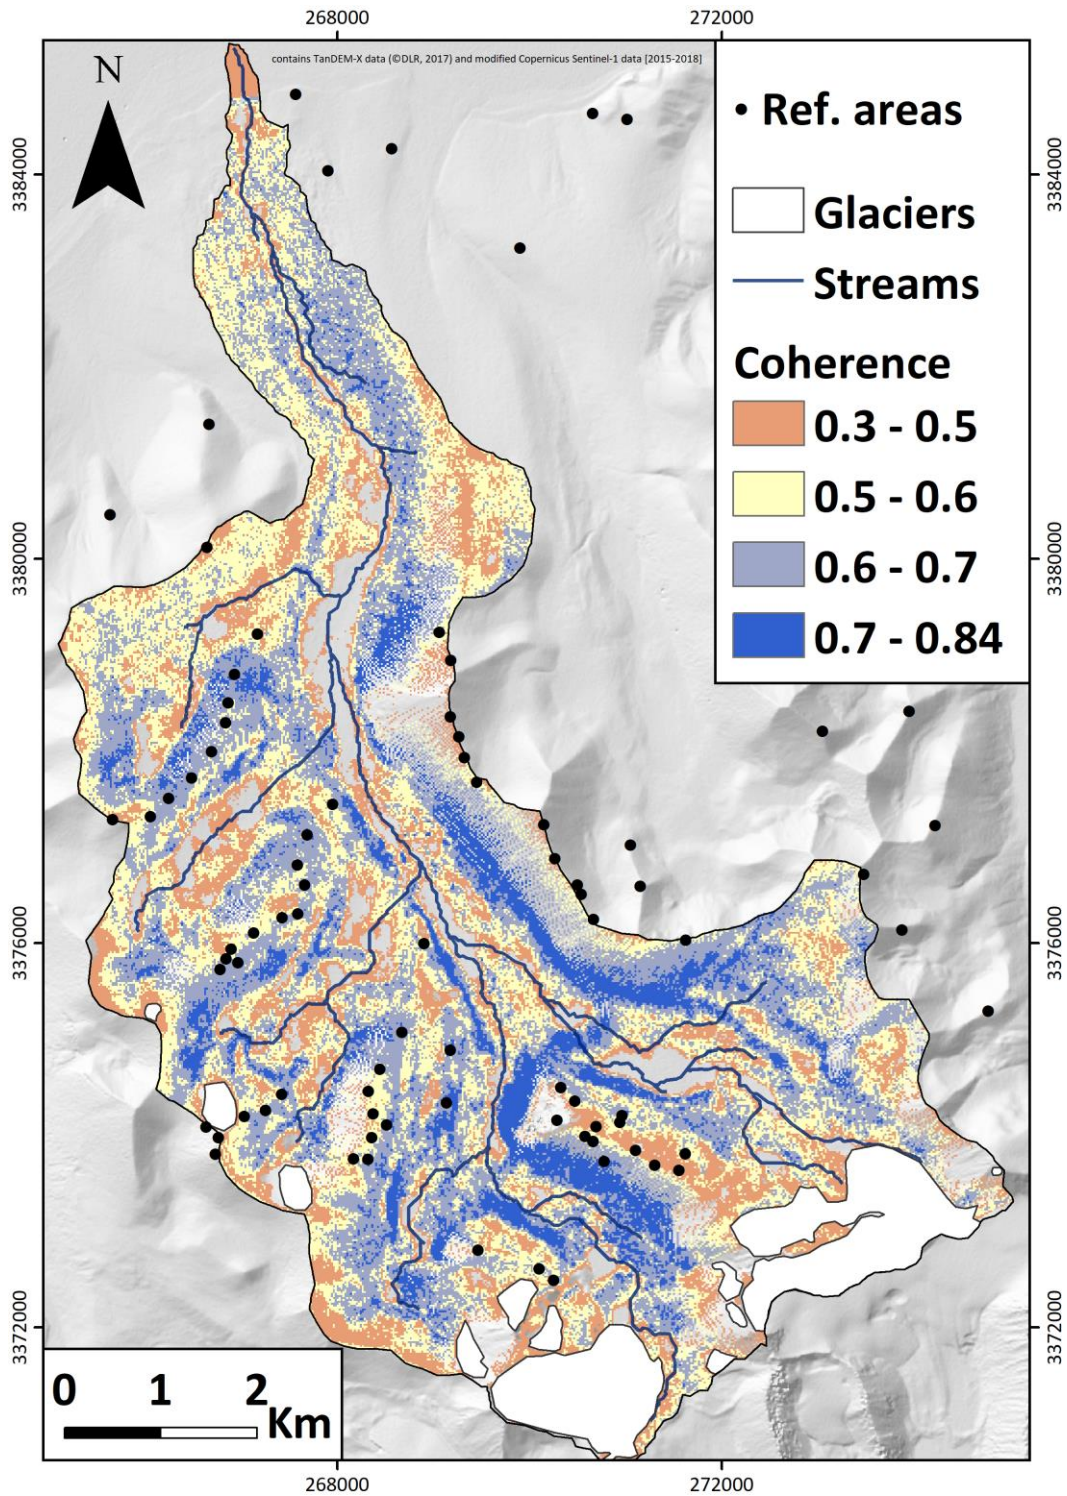 268000
272000
contains TanDEM-X data (©DLR, 2017) and modified Copernicus Sentinel-1 data [2015-2018]
N
Ref. areas
Glaciers
Streams
Coherence
0.3 - 0.5
0.5 - 0.6
0.6 - 0.7
0.7 - 0.84
3384000
3384000
3380000
3380000
3376000
3376000
3372000
3372000
0 1 2
Km
268000
272000